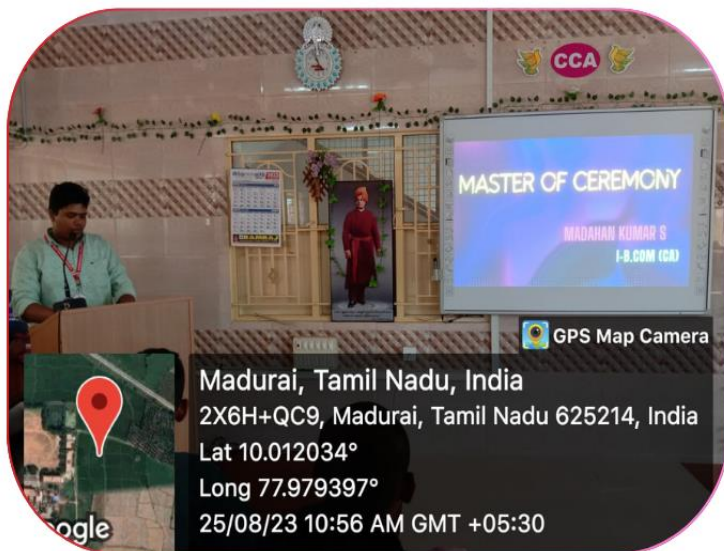 CCA
MASTER OF CEREMONY
MADAHAN KUMAR S
I-B.COM (CA)
GPS Map Camera
Madurai, Tamil Nadu, India
2X6H+QC9, Madurai, Tamil Nadu 625214, India
Lat 10.012034°
Long 77.979397°
25/08/23 10:56 AM GMT +05:30